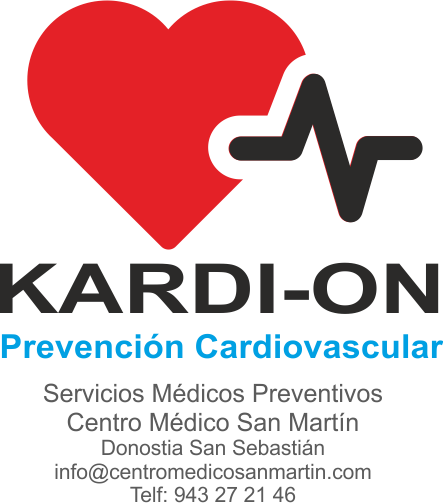 KARDI-ON
Prevención Cardiovascular
Servicios Médicos Preventivos
Centro Médico San Martín
Donostia San Sebastián
info@centromedicosanmartin.com
Telf: 943 27 21 46